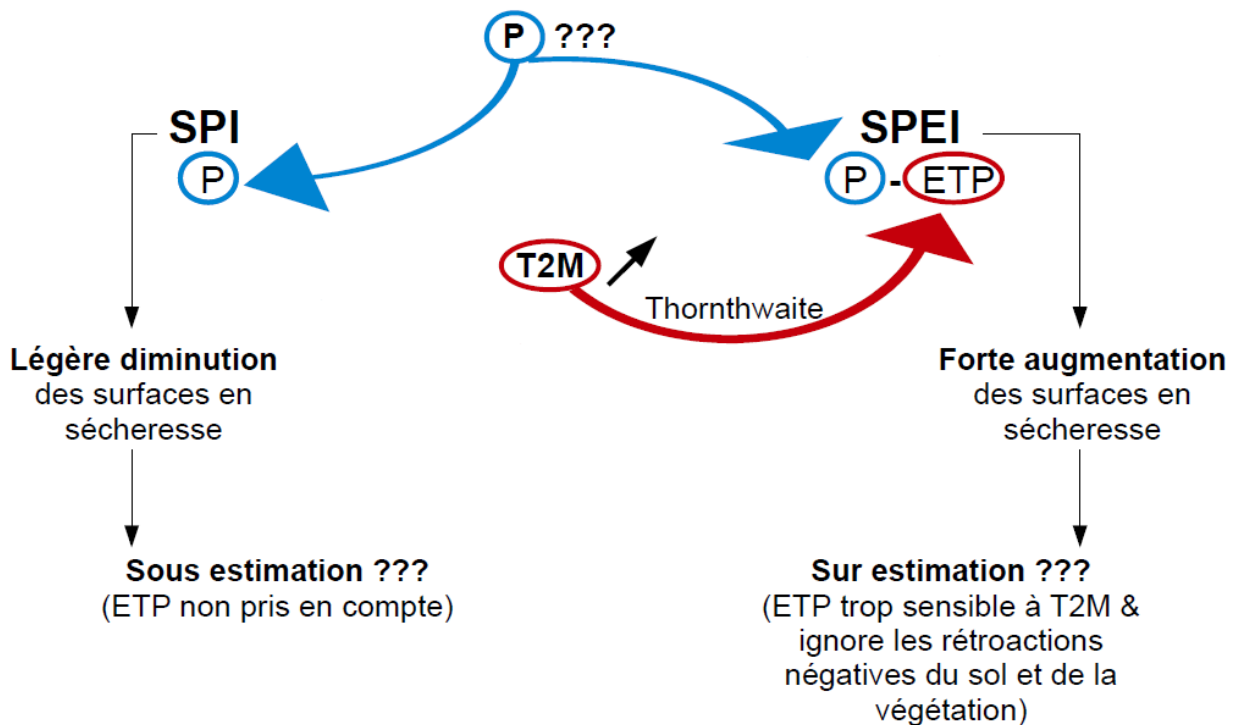 P ???
SPI
P
SPEI
P - ETP
T2M
Thornthwaite
Légère diminution
des surfaces en
sécheresse
Forte augmentation
des surfaces en
sécheresse
Sous estimation ???
(ETP non pris en compte)
Sur estimation ???
(ETP trop sensible à T2M &
ignore les rétroactions
négatives du sol et de la
végétation)